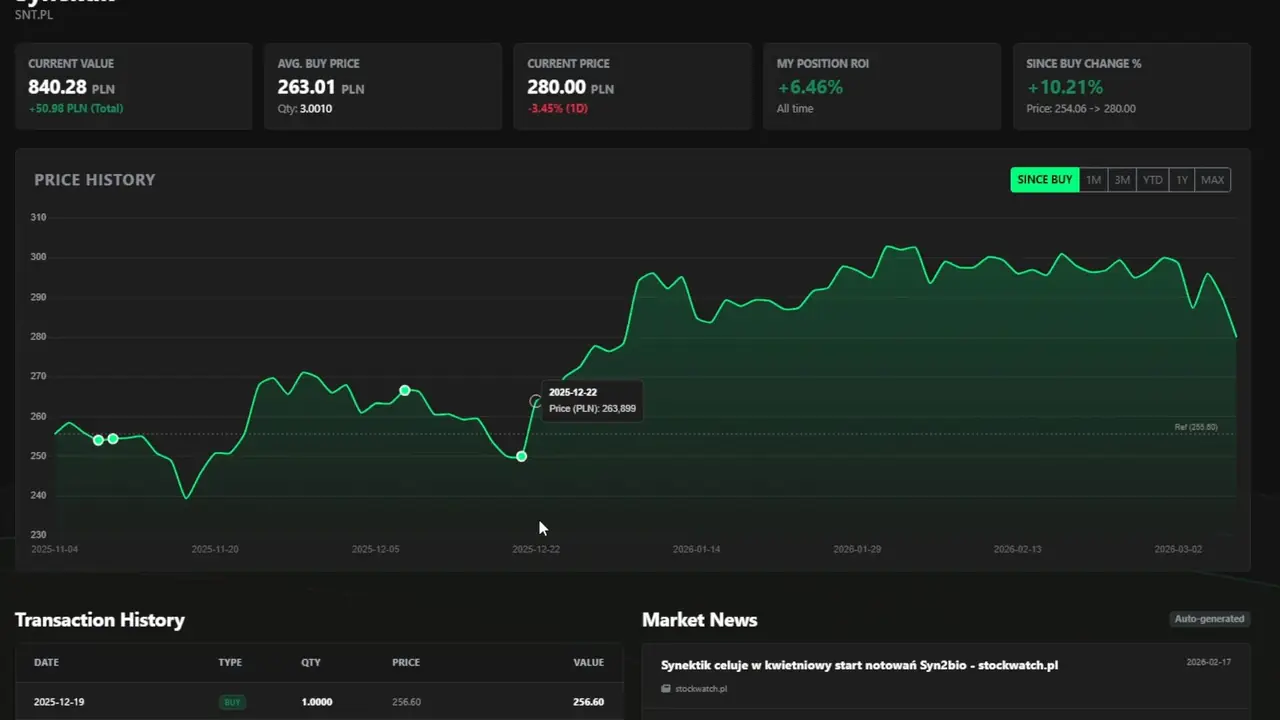 SNT.PL
CURRENT VALUE
840.28 PLN
+50.98 PLN (Total)
AVG. BUY PRICE
263.01 PLN
Qty: 3.0010
CURRENT PRICE
280.00 PLN
-3.45% (1D)
MY POSITION ROI
+6.46%
All time
SINCE BUY CHANGE %
+10.21%
Price: 254.06 -> 280.00
PRICE HISTORY
SINCE BUY 1M 3M YTD 1Y MAX
310
300
290
280
270
260
250
240
230
2025-12-22
Price (PLN): 263,899
Ref (255.60)
2025-11-04 2025-11-20 2025-12-05 2025-12-22 2026-01-14 2026-01-29 2026-02-13 2026-03-02
Transaction History
DATE TYPE QTY PRICE VALUE
2025-12-19 BUY 1.0000 256.60 256.60
Market News
Auto-generated
Synektik celuje w kwietniowy start notowań Syn2bio - stockwatch.pl
2026-02-17
stockwatch.pl